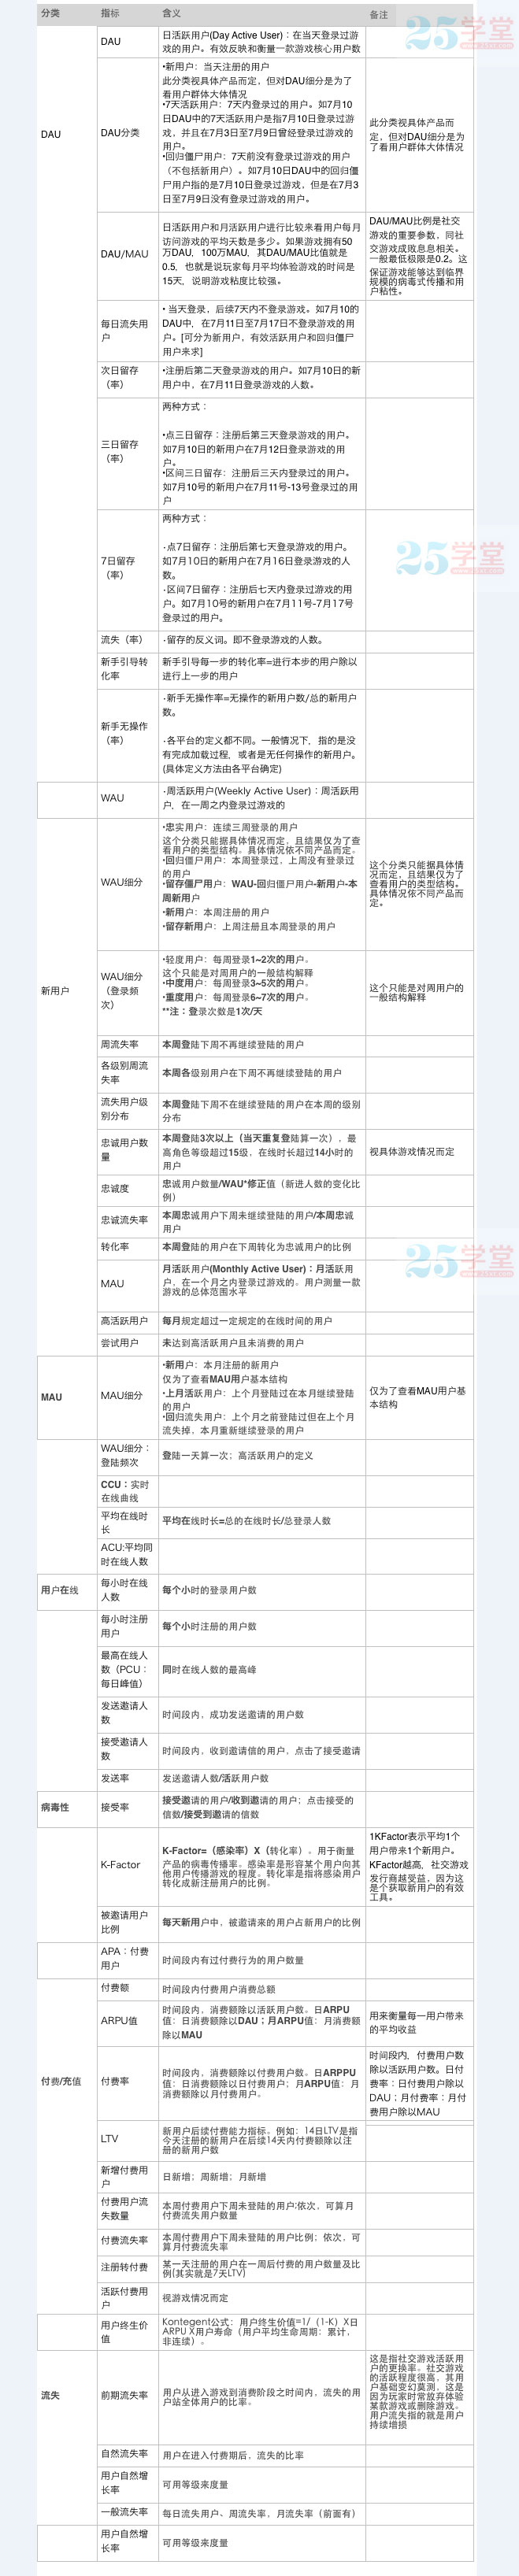 分类 指标 含义 备注
25学堂
DAU
DAU
日活跃用户(Day Active User)：在当天登录过游
戏的用户。有效反映和衡量一款游戏核心用户数
DAU分类
•新用户：当天注册的用户
此分类视具体产品而定，但对DAU细分是为了
看用户群体大体情况
•7天活跃用户：7天内登录过的用户。如7月10
日DAU中的7天活跃用户是指7月10日登录过游
戏，并且在7月3日至7月9日曾经登录过游戏的
用户。
•回归僵尸用户：7天前没有登录过游戏的用户
（不包括新用户）。如7月10日DAU中的回归僵
尸用户指的是7月10日登录过游戏，但是在7月3
日至7月9日没有登录过游戏的用户。
此分类视具体产品而
定，但对DAU细分是为
了看用户群体大体情况
DAU/MAU
日活跃用户和月活跃用户进行比较来看用户每月
访问游戏的平均天数是多少。如果游戏拥有50
万DAU，100万MAU，其DAU/MAU比值就是
0.5，也就是说玩家每月平均体验游戏的时间是
15天，说明游戏粘度比较强。
DAU/MAU比例是社交
游戏的重要参数，同社
交游戏成败息息相关。
一般最低极限是0.2。这
保证游戏能够达到临界
规模的病毒式传播和用
户粘性。
每日流失用
户
• 当天登录，后续7天内不登录游戏。如7月10的
DAU中，在7月11日至7月17日不登录游戏的用
户。[可分为新用户，有效活跃用户和回归僵尸
用户来求]
次日留存
（率）
•注册后第二天登录游戏的用户。如7月10日的新
用户中，在7月11日登录游戏的人数。
三日留存
（率）
两种方式：
•点三日留存：注册后第三天登录游戏的用户。
如7月10日的新用户在7月12日登录游戏的用
户。
•区间三日留存：注册后三天内登录过的用户。
如7月10号的新用户在7月11号-13号登录过的用
户
7日留存
（率）
两种方式：
·点7日留存：注册后第七天登录游戏的用户。
如7月10日的新用户在7月16日登录游戏的人
数。
·区间7日留存：注册后七天内登录过游戏的用
户。如7月10号的新用户在7月11号-7月17号
登录过的用户。
25学堂
流失（率）
·留存的反义词。即不登录游戏的人数。
新手引导转
化率
新手引导每一步的转化率=进行本步的用户除以
进行上一步的用户
新手无操作
（率）
·新手无操作率=无操作的新用户数/总的新用户
数。
·各平台的定义都不同。一般情况下，指的是没
有完成加载过程，或者是无任何操作的新用户。
(具体定义方法由各平台确定)
WAU
·周活跃用户(Weekly Active User)：周活跃用
户，在一周之内登录过游戏的
新用户
WAU细分
•忠实用户：连续三周登录的用户
这个分类只能据具体情况而定，且结果仅为了查
看用户的类型结构。具体情况依不同产品而定。
•回归僵尸用户：本周登录过，上周没有登录过
的用户
•留存僵尸用户：WAU-回归僵尸用户-新用户-本
周新用户
•新用户：本周注册的用户
•留存新用户：上周注册且本周登录的用户
这个分类只能据具体情
况而定，且结果仅为了
查看用户的类型结构。
具体情况依不同产品而
定。
WAU细分
（登录频
次）
•轻度用户：每周登录1~2次的用户。
这个只能是对周用户的一般结构解释
•中度用户：每周登录3~5次的用户。
•重度用户：每周登录6~7次的用户。
**注：登录次数是1次/天
这个只能是对周用户的
一般结构解释
周流失率
本周登陆下周不再继续登陆的用户
各级别周流
失率
本周各级别用户在下周不再继续登陆的用户
流失用户级
别分布
本周登陆下周不在继续登陆的用户在本周的级别
分布
忠诚用户数
量
本周登陆3次以上（当天重复登陆算一次），最
高角色等级超过15级，在线时长超过14小时的
用户
视具体游戏情况而定
忠诚度
忠诚用户数量/WAU*修正值（新进人数的变化比
例）
忠诚流失率
本周忠诚用户下周未继续登陆的用户/本周忠诚
用户
转化率
本周登陆的用户在下周转化为忠诚用户的比例
25学堂
MAU
月活跃用户(Monthly Active User)：月活跃用
户，在一个月之内登录过游戏的。用户测量一款
游戏的总体范围水平
高活跃用户
每月规定超过一定规定的在线时间的用户
尝试用户
未达到高活跃用户且未消费的用户
MAU
MAU细分
•新用户：本月注册的新用户
仅为了查看MAU用户基本结构
•上月活跃用户：上个月登陆过在本月继续登陆
的用户
•回归流失用户：上个月之前登陆过但在上个月
流失掉，本月重新继续登录的用户
仅为了查看MAU用户基
本结构
WAU细分：
登陆频次
登陆一天算一次；高活跃用户的定义
CCU：实时
在线曲线
平均在线时
长
平均在线时长=总的在线时长/总登录人数
ACU:平均同
时在线人数
用户在线
每小时在线
人数
每个小时的登录用户数
每小时注册
用户
每个小时注册的用户数
最高在线人
数（PCU：
每日峰值）
同时在线人数的最高峰
发送邀请人
数
时间段内，成功发送邀请的用户数
接受邀请人
数
时间段内，收到邀请信的用户，点击了接受邀请
发送率
发送邀请人数/活跃用户数
病毒性
接受率
接受邀请的用户/收到邀请的用户；点击接受的
信数/接受到邀请的信数
K-Factor
K-Factor=（感染率）X（转化率）。用于衡量
产品的病毒传播率。感染率是形容某个用户向其
他用户传播游戏的程度。转化率是指将感染用户
转化成新注册用户的比例。
1KFactor表示平均1个
用户带来1个新用户。
KFactor越高，社交游戏
发行商越受益，因为这
是个获取新用户的有效
工具。
被邀请用户
比例
每天新用户中，被邀请来的用户占新用户的比例
APA：付费
用户
时间段内有过付费行为的用户数量
付费/充值
付费额
时间段内付费用户消费总额
ARPU值
时间段内，消费额除以活跃用户数。日ARPU
值：日消费额除以DAU；月ARPU值：月消费额
除以MAU
用来衡量每一用户带来
的平均收益
付费率
时间段内，消费额除以付费用户数。日ARPPU
值：日消费额除以日付费用户；月ARPU值：月
消费额除以月付费用户。
时间段内，付费用户数
除以活跃用户数。日付
费率：日付费用户除以
DAU；月付费率：月付
费用户除以MAU
LTV
新用户后续付费能力指标。例如：14日LTV是指
今天注册的新用户在后续14天内付费额除以注
册的新用户数
新增付费用
户
日新增；周新增；月新增
付费用户流
失数量
本周付费用户下周未登陆的用户;依次，可算月
付费流失用户数量
付费流失率
本周付费用户下周未登陆的用户比例；依次，可
算月付费流失率
注册转付费
某一天注册的用户在一周后付费的用户数量及比
例(其实就是7天LTV)
活跃付费用
户
视游戏情况而定
用户终生价
值
Kontegent公式：用户终生价值=1/（1-K）X日
ARPU X用户寿命（用户平均生命周期：累计，
非连续）。
流失
前期流失率
用户从进入游戏到消费阶段之时间内，流失的用
户站全体用户的比率。
这是指社交游戏活跃用
户的更换率。社交游戏
的活跃程度很高，其用
户基础变幻莫测，这是
因为玩家时常放弃体验
某款游戏或删除游戏。
用户流失指的就是用户
持续增损
自然流失率
用户在进入付费期后，流失的比率
用户自然增
长率
可用等级来度量
一般流失率
每日流失用户、周流失率、月流失率（前面有）
用户自然增
长率
可用等级来度量